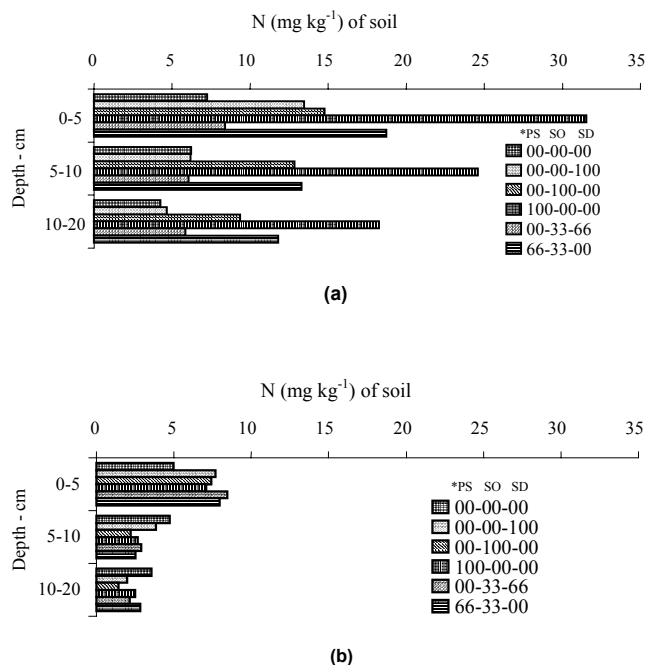 N (mg kg⁻¹) of soil
0 5 10 15 20 25 30 35
Depth - cm
0-5
5-10
10-20
*PS SO SD
00-00-00
00-00-100
00-100-00
100-00-00
00-33-66
66-33-00
(a)
N (mg kg⁻¹) of soil
0 5 10 15 20 25 30 35
Depth - cm
0-5
5-10
10-20
*PS SO SD
00-00-00
00-00-100
00-100-00
100-00-00
00-33-66
66-33-00
(b)